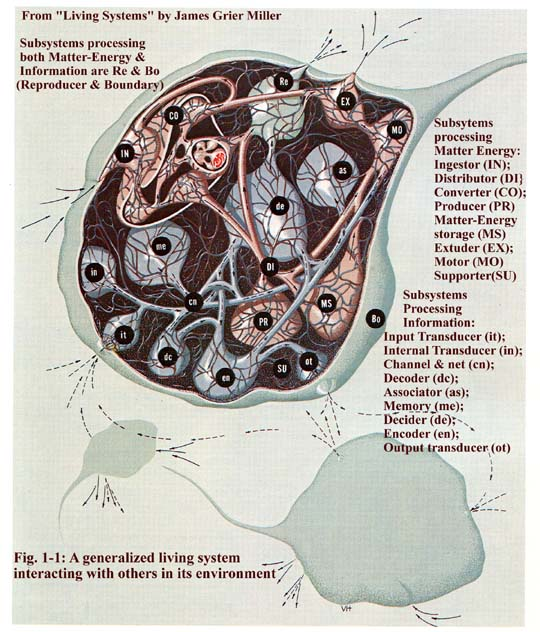 From "Living Systems" by James Grier Miller
Subsystems processing
both Matter-Energy &
Information are Re & Bo
(Reproducer & Boundary)
Re
EX
CO
MO
IN
as
de
me
in
DI
cn
MS
PR
Bo
it
dc
en
SU
ot
Subsytems
processing
Matter Energy:
Ingestor (IN);
Distributor (DI}
Converter (CO);
Producer (PR)
Matter-Energy
storage (MS)
Extuder (EX);
Motor (MO)
Supporter(SU)
Subsystems
Processing
Information:
Input Transducer (it);
Internal Transducer (in);
Channel & net (cn);
Decoder (dc);
Associator (as);
Memory (me);
Decider (de);
Encoder (en);
Output transducer (ot)
Fig. 1-1: A generalized living system
interacting with others in its environment